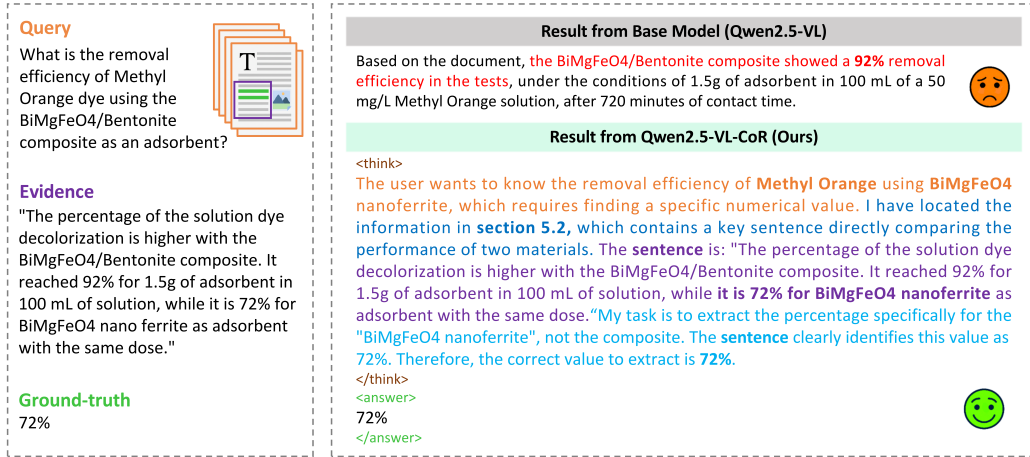 Query
What is the removal
efficiency of Methyl
Orange dye using the
BiMgFeO4/Bentonite
composite as an adsorbent?
T
Evidence
"The percentage of the solution dye
decolorization is higher with the
BiMgFeO4/Bentonite composite. It
reached 92% for 1.5g of adsorbent in
100 mL of solution, while it is 72% for
BiMgFeO4 nano ferrite as adsorbent
with the same dose."
Ground-truth
72%
Result from Base Model (Qwen2.5-VL)
Based on the document, the BiMgFeO4/Bentonite composite showed a 92% removal
efficiency in the tests, under the conditions of 1.5g of adsorbent in 100 mL of a 50
mg/L Methyl Orange solution, after 720 minutes of contact time.
Result from Qwen2.5-VL-CoR (Ours)
<think>
The user wants to know the removal efficiency of Methyl Orange using BiMgFeO4
nanoferrite, which requires finding a specific numerical value. I have located the
information in section 5.2, which contains a key sentence directly comparing the
performance of two materials. The sentence is: "The percentage of the solution dye
decolorization is higher with the BiMgFeO4/Bentonite composite. It reached 92% for
1.5g of adsorbent in 100 mL of solution, while it is 72% for BiMgFeO4 nanoferrite as
adsorbent with the same dose.“My task is to extract the percentage specifically for the
"BiMgFeO4 nanoferrite", not the composite. The sentence clearly identifies this value as
72%. Therefore, the correct value to extract is 72%.
</think>
<answer>
72%
</answer>